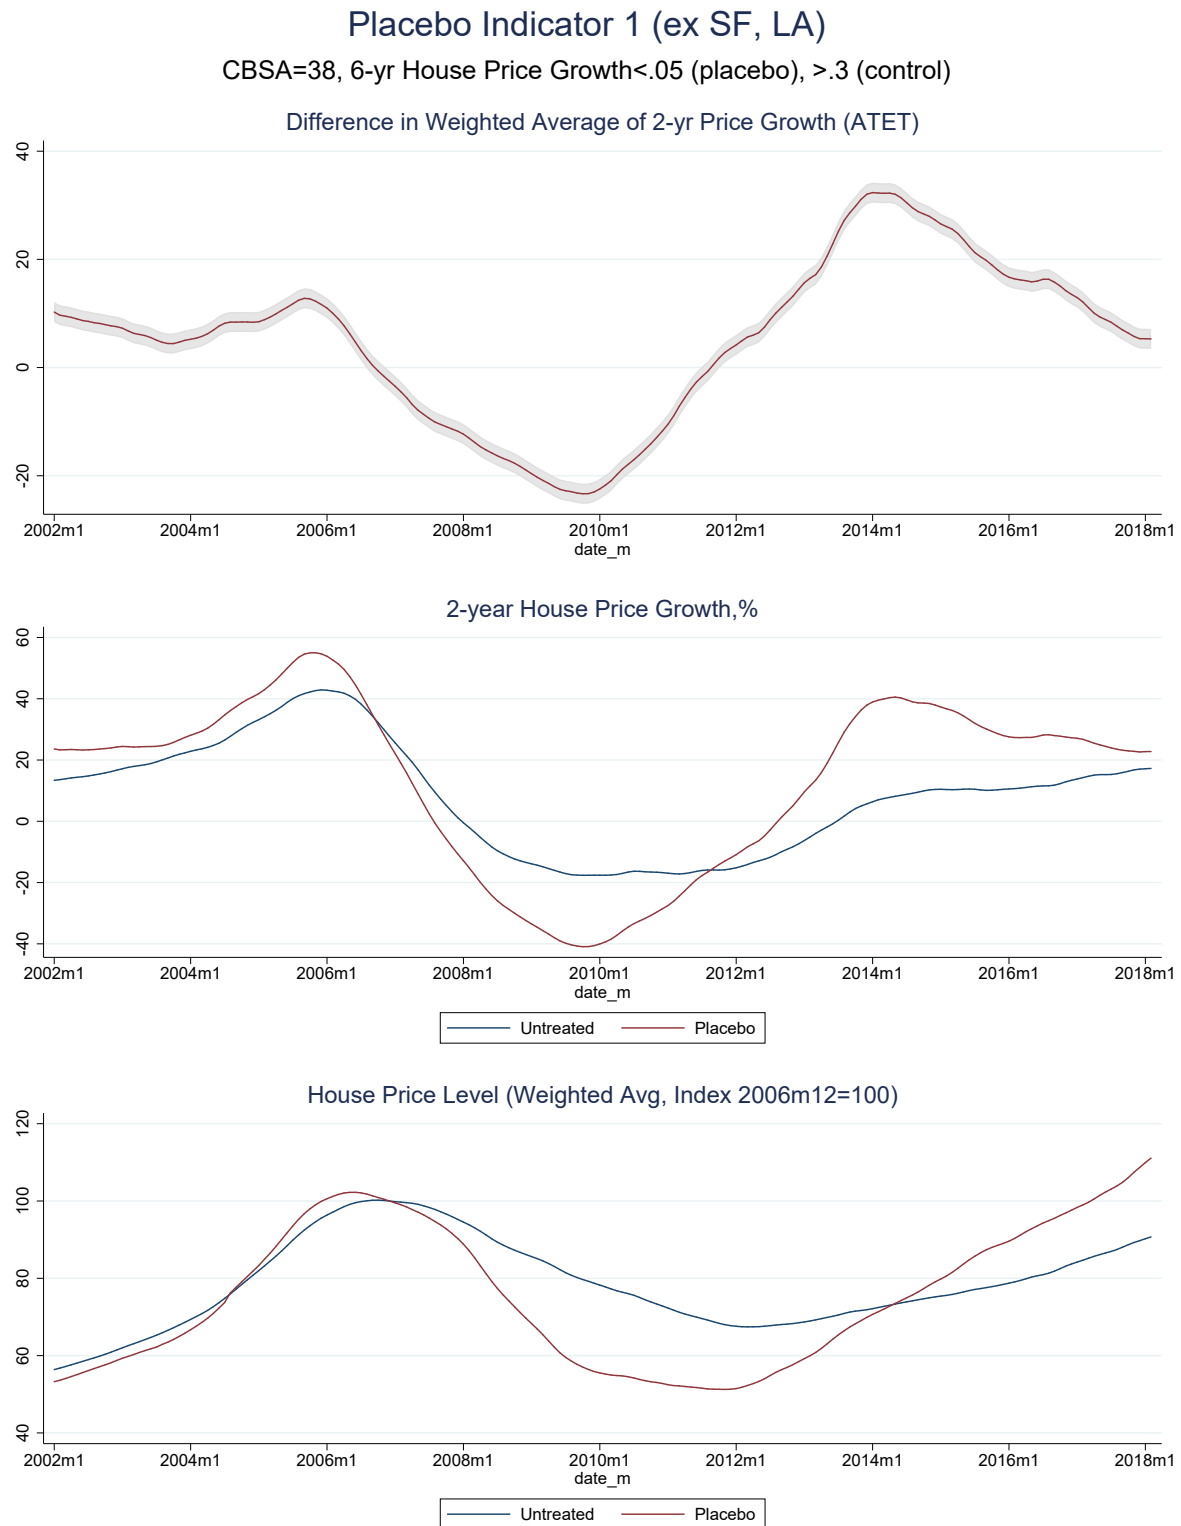 Placebo Indicator 1 (ex SF, LA)
CBSA=38, 6-yr House Price Growth<.05 (placebo), >.3 (control)
Difference in Weighted Average of 2-yr Price Growth (ATET)
40
20
0
-20
2002m1 2004m1 2006m1 2008m1 2010m1 2012m1 2014m1 2016m1 2018m1
date_m
2-year House Price Growth,%
60
40
20
0
-20
-40
2002m1 2004m1 2006m1 2008m1 2010m1 2012m1 2014m1 2016m1 2018m1
date_m
Untreated Placebo
House Price Level (Weighted Avg, Index 2006m12=100)
120
100
80
60
40
2002m1 2004m1 2006m1 2008m1 2010m1 2012m1 2014m1 2016m1 2018m1
date_m
Untreated Placebo